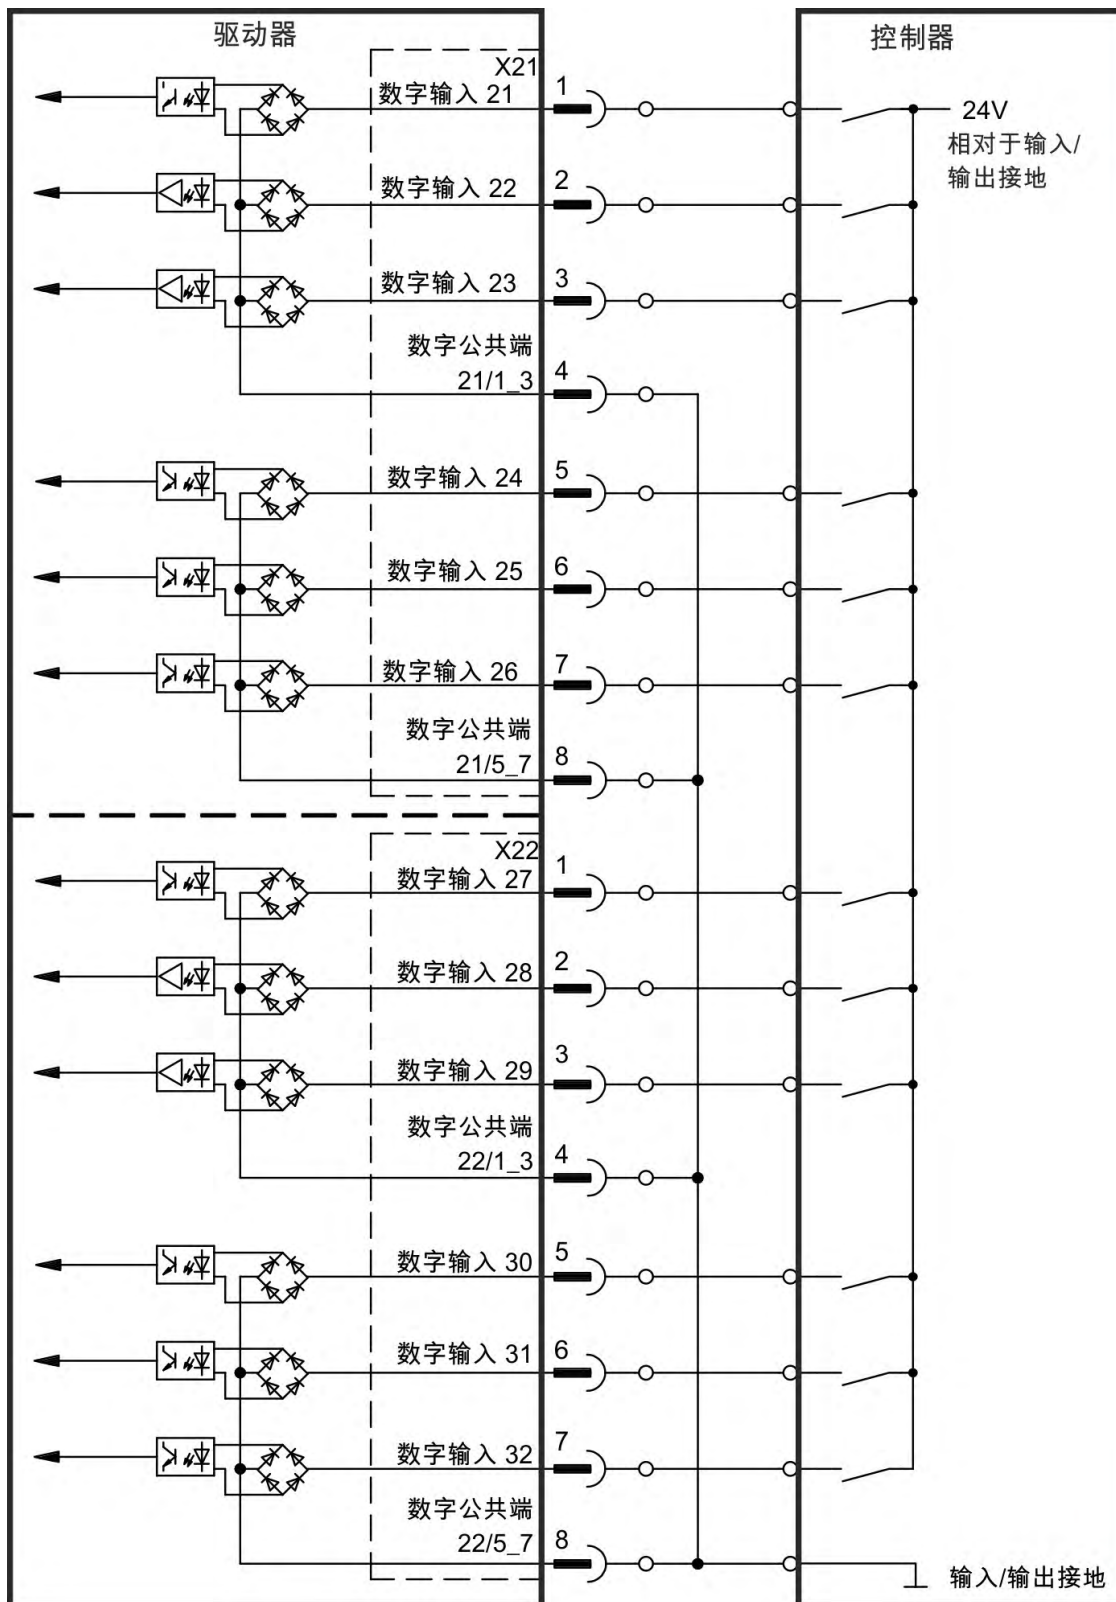 驱动器
控制器
X21
数字输入 21
1
24V
相对于输入/
输出接地
数字输入 22
2
数字输入 23
3
数字公共端
21/1_3
4
数字输入 24
5
数字输入 25
6
数字输入 26
7
数字公共端
21/5_7
8
X22
数字输入 27
1
数字输入 28
2
数字输入 29
3
数字公共端
22/1_3
4
数字输入 30
5
数字输入 31
6
数字输入 32
7
数字公共端
22/5_7
8
输入/输出接地